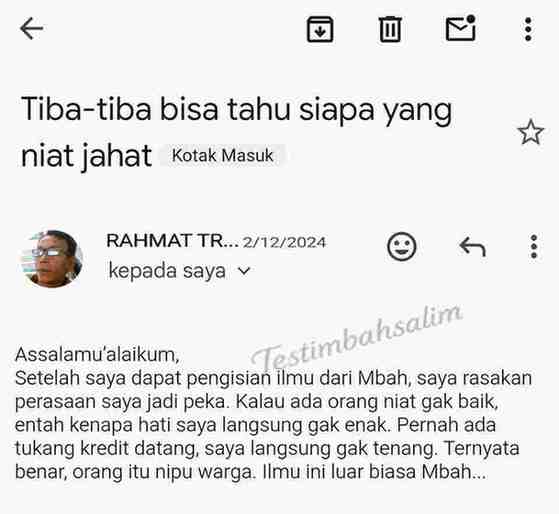 Tiba-tiba bisa tahu siapa yang
niat jahat Kotak Masuk
RAHMAT TR... 2/12/2024
kepada saya
Testimbahsalim
Assalamu'alaikum,
Setelah saya dapat pengisian ilmu dari Mbah, saya rasakan
perasaan saya jadi peka. Kalau ada orang niat gak baik,
entah kenapa hati saya langsung gak enak. Pernah ada
tukang kredit datang, saya langsung gak tenang. Ternyata
benar, orang itu nipu warga. Ilmu ini luar biasa Mbah...